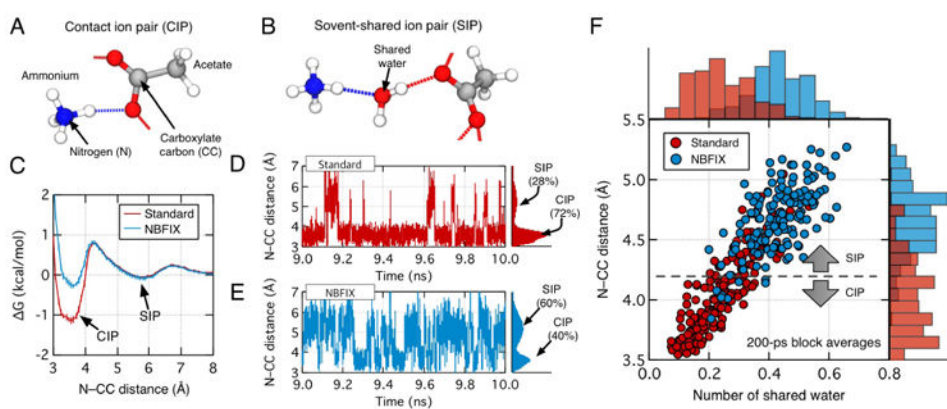 A
Contact ion pair (CIP)
Ammonium
Acetate
Nitrogen (N)
Carboxylate
carbon (CC)
B
Sovent-shared ion pair (SIP)
Shared
water
C
Standard
NBFIX
CIP
SIP
ΔG (kcal/mol)
2
1
0
-1
-2
3 4 5 6 7 8
N–CC distance (Å)
D
Standard
N–CC distance (Å)
7
6
5
4
3
SIP
(28%)
CIP
(72%)
9.0 9.2 9.4 9.6 9.8 10.0
Time (ns)
E
NBFIX
N–CC distance (Å)
7
6
5
4
3
SIP
(60%)
CIP
(40%)
9.0 9.2 9.4 9.6 9.8 10.0
Time (ns)
F
Standard
NBFIX
N–CC distance (Å)
5.5
5.0
4.5
4.0
3.5
SIP
CIP
200-ps block averages
0.0 0.2 0.4 0.6 0.8
Number of shared water